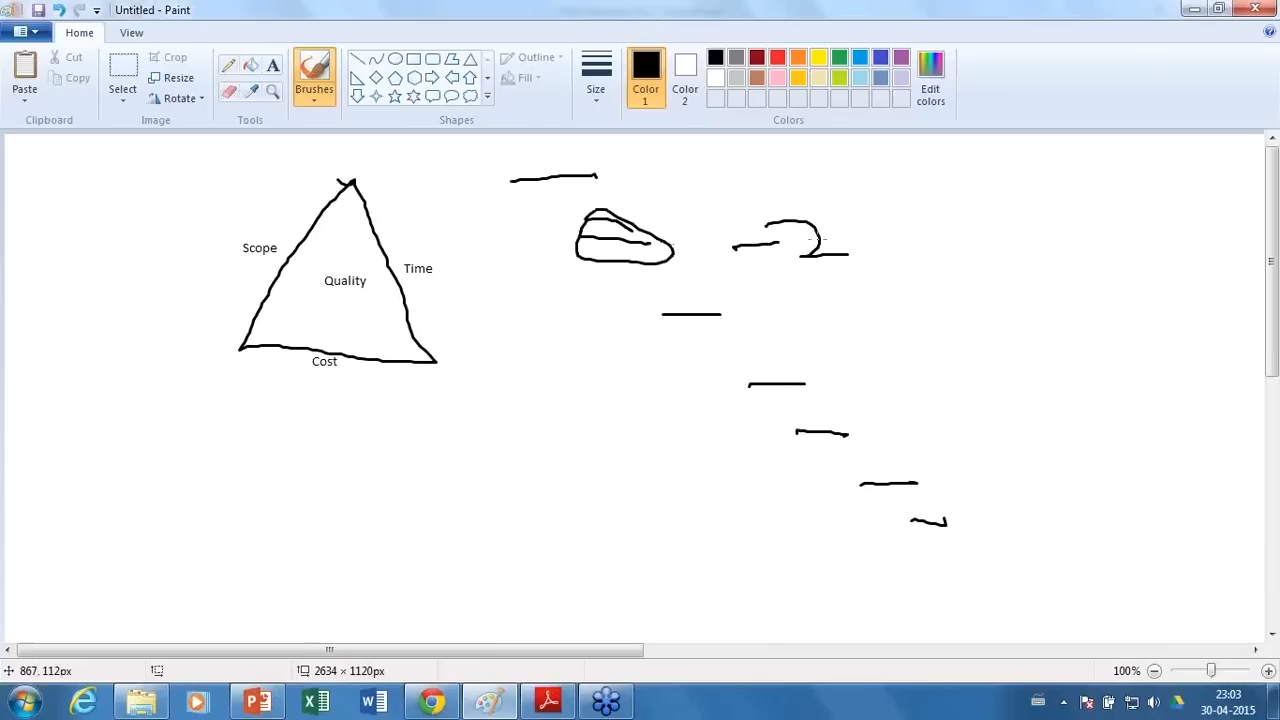 Untitled - Paint
Home View
Paste
Cut
Copy
Clipboard
Select
Crop
Resize
Rotate
Image
A
Tools
Brushes
Outline
Fill
Shapes
Size
Color 1
Color 2
Edit colors
Colors
Scope
Time
Quality
Cost
2
867, 112px
2634 × 1120px
100%
23:03
30-04-2015